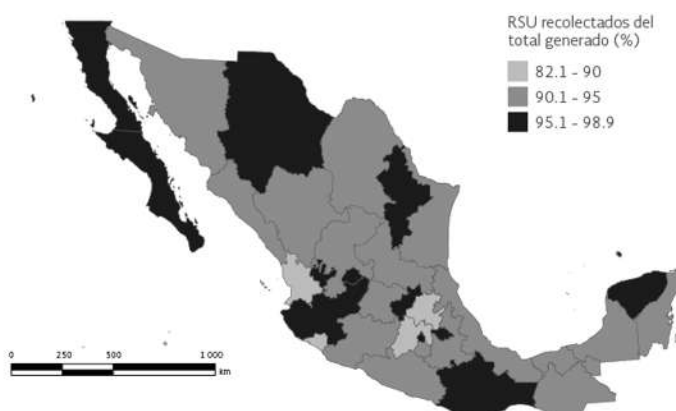 RSU recolectados del
total generado (%)
82.1 - 90
90.1 - 95
95.1 - 98.9
0 250 500 1 000
km